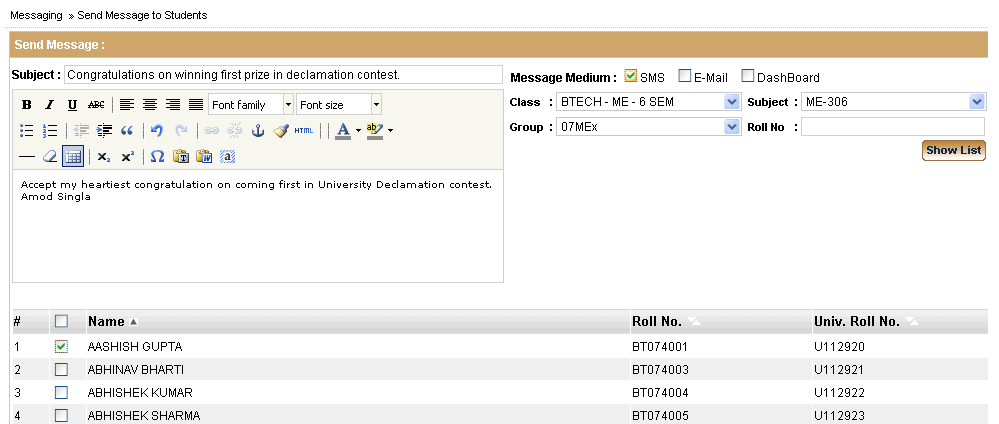 Messaging » Send Message to Students
Send Message :
Subject : Congratulations on winning first prize in declamation contest.
Message Medium : SMS E-Mail DashBoard
B I U ABC Font family Font size
Class : BTECH - ME - 6 SEM Subject : ME-306
HTML A ab
Group : 07MEx Roll No :
Show List
x₂ x² Ω T W a
Accept my heartiest congratulation on coming first in University Declamation contest.
Amod Singla
# Name Roll No. Univ. Roll No.
1 AASHISH GUPTA BT074001 U112920
2 ABHINAV BHARTI BT074003 U112921
3 ABHISHEK KUMAR BT074004 U112922
4 ABHISHEK SHARMA BT074005 U112923